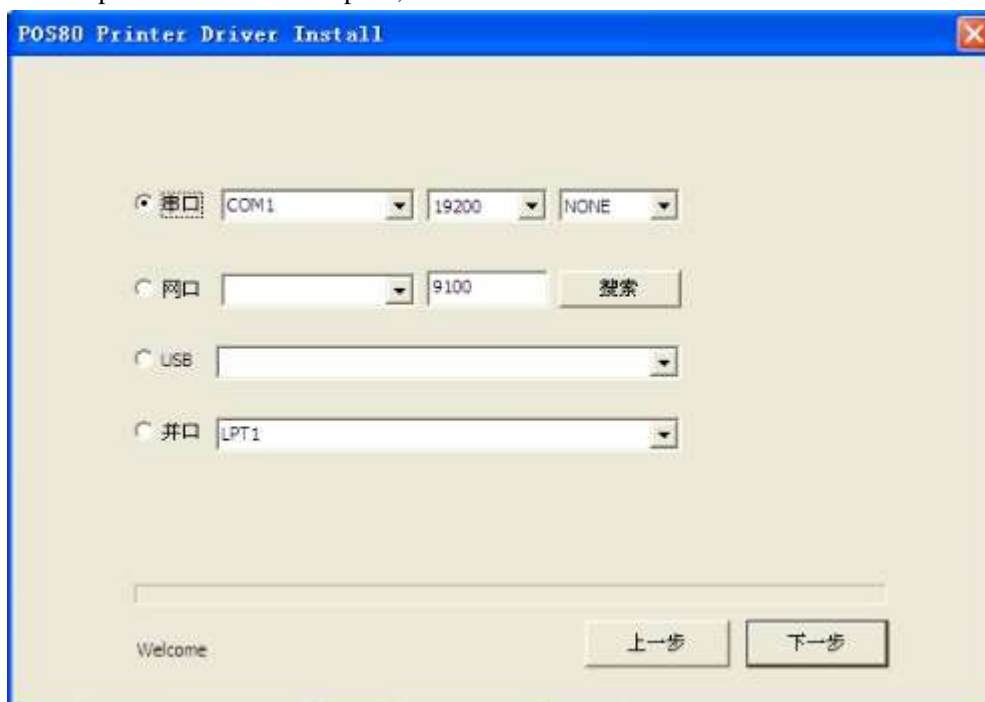 POS80 Printer Driver Install
串口 COM1 19200 NONE
网口 9100 搜索
USB
并口 LPT1
Welcome 上一步 下一步